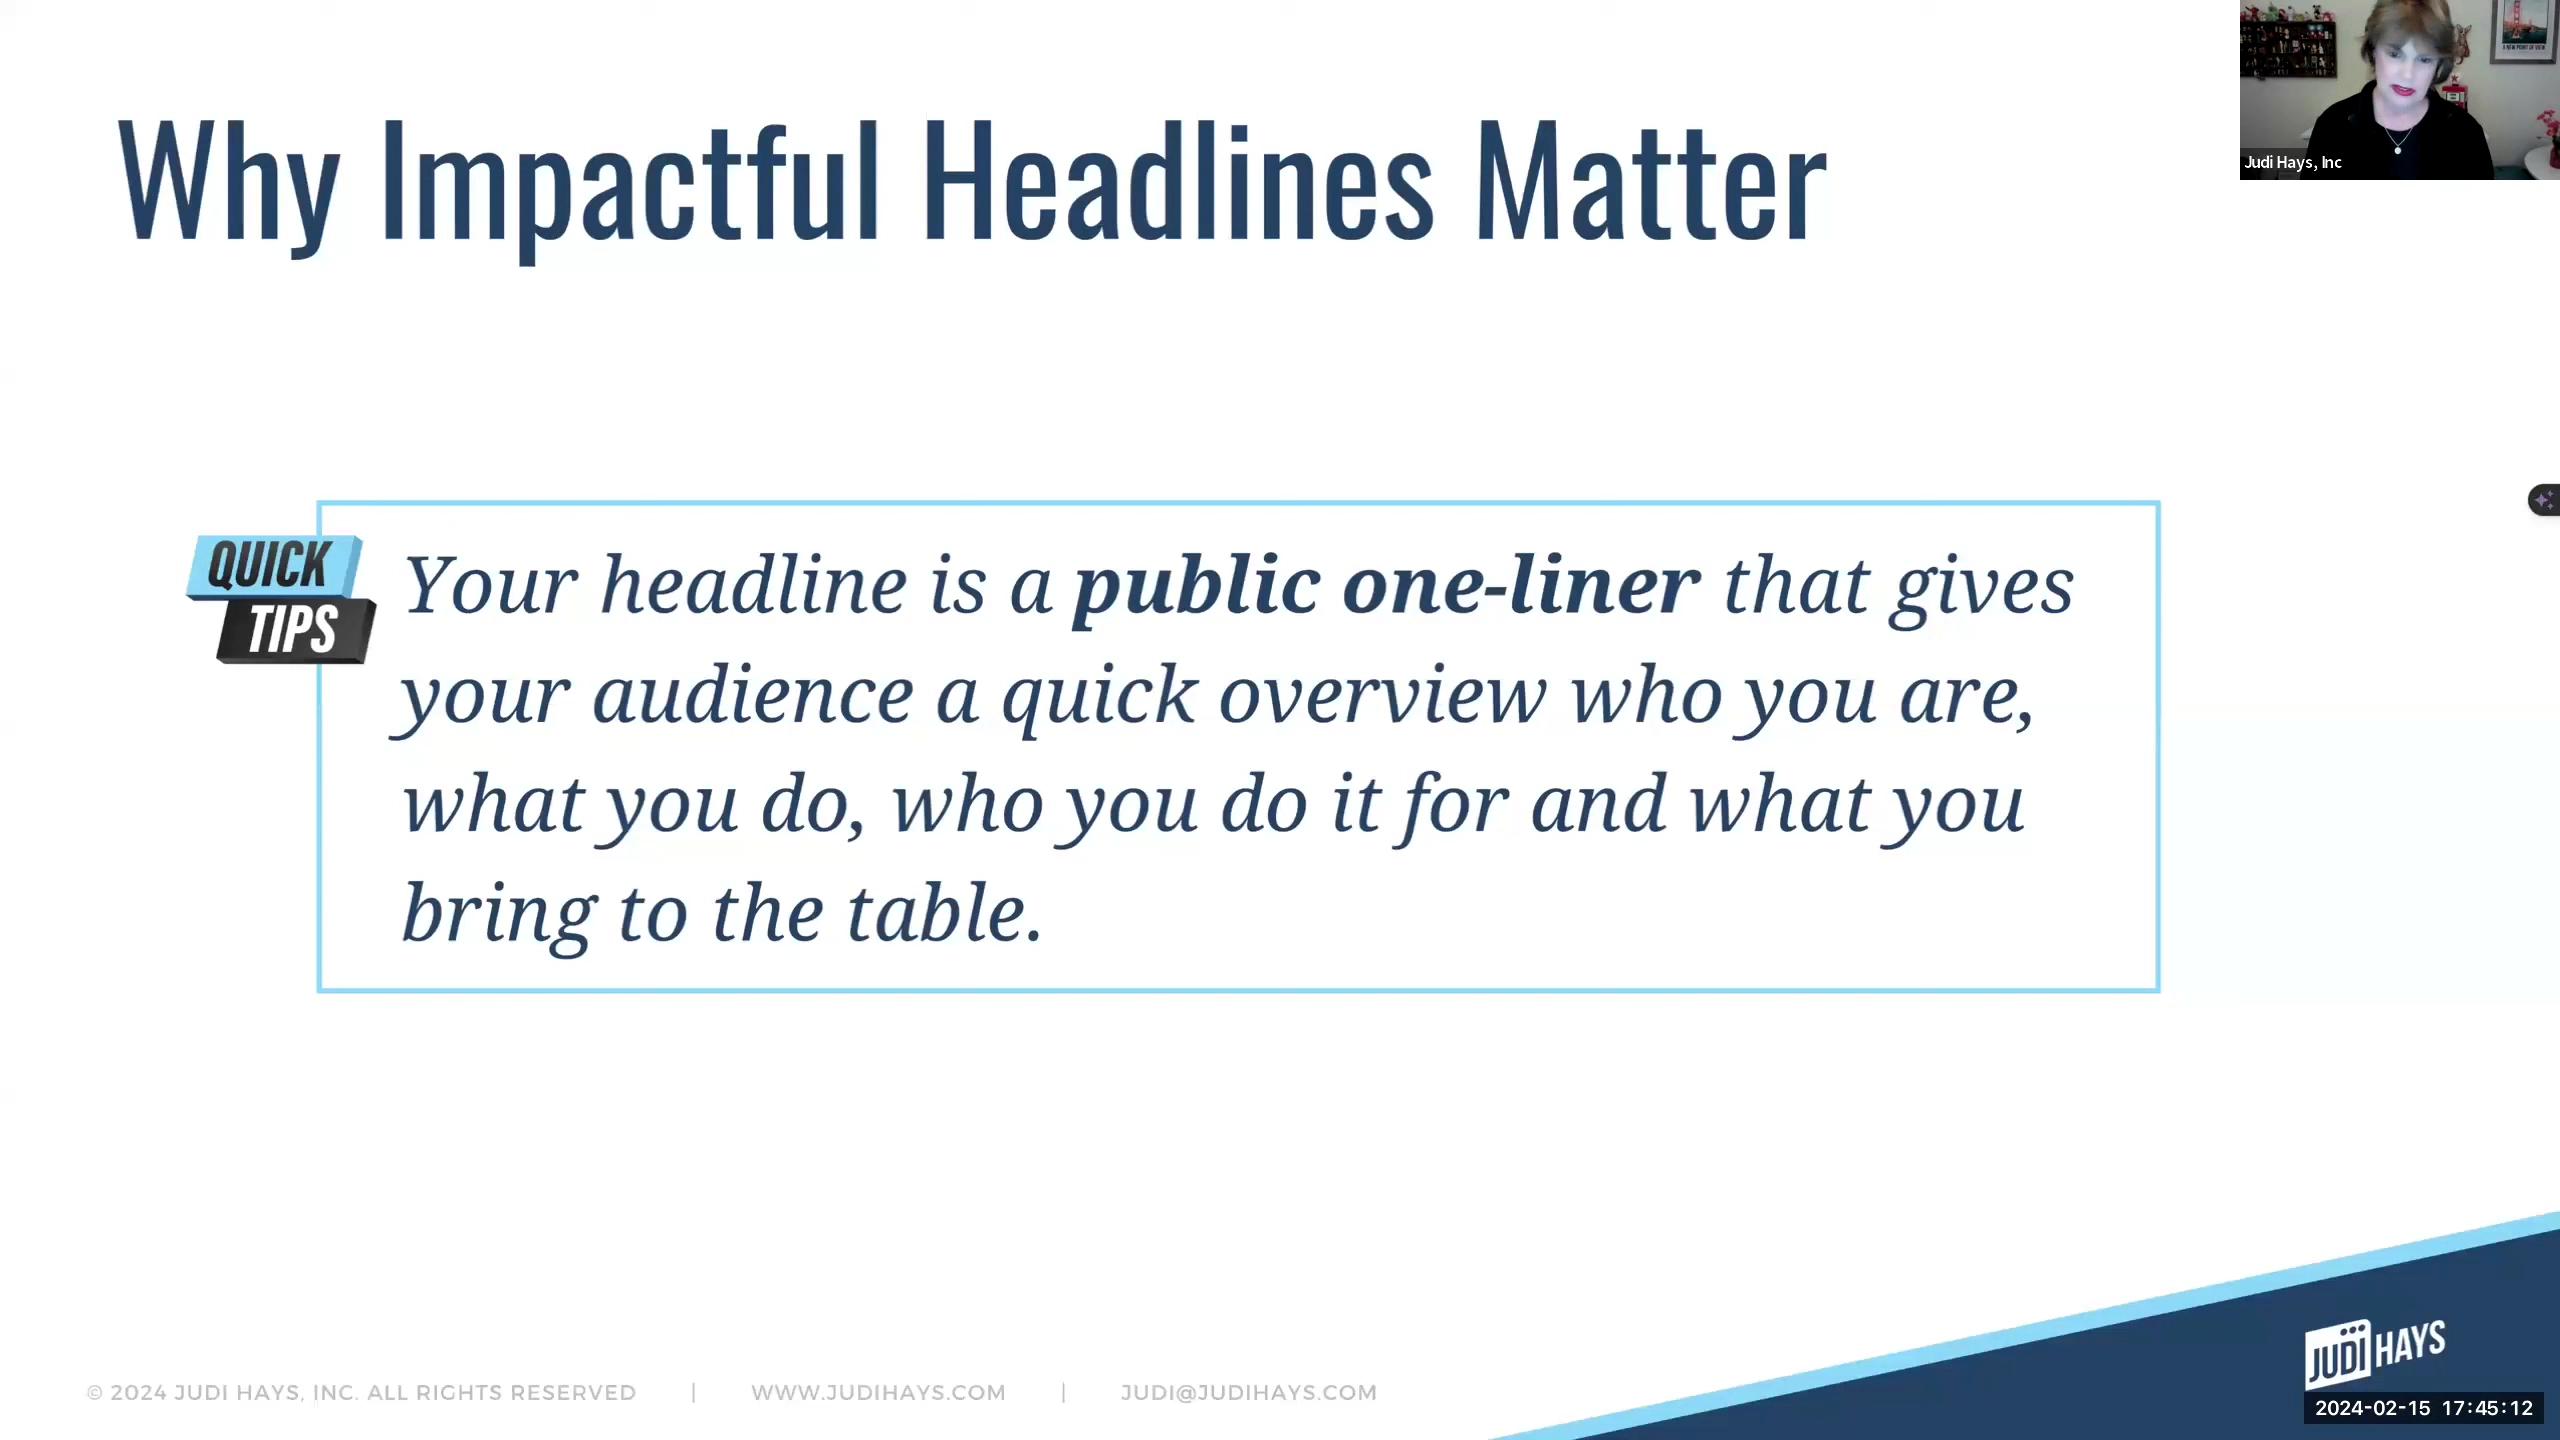 Why Impactful Headlines Matter
Judi Hays, Inc
QUICK
TIPS
Your headline is a public one-liner that gives
your audience a quick overview who you are,
what you do, who you do it for and what you
bring to the table.
JUDI HAYS
© 2024 JUDI HAYS, INC. ALL RIGHTS RESERVED | WWW.JUDIHAYS.COM | JUDI@JUDIHAYS.COM
2024-02-15 17:45:12